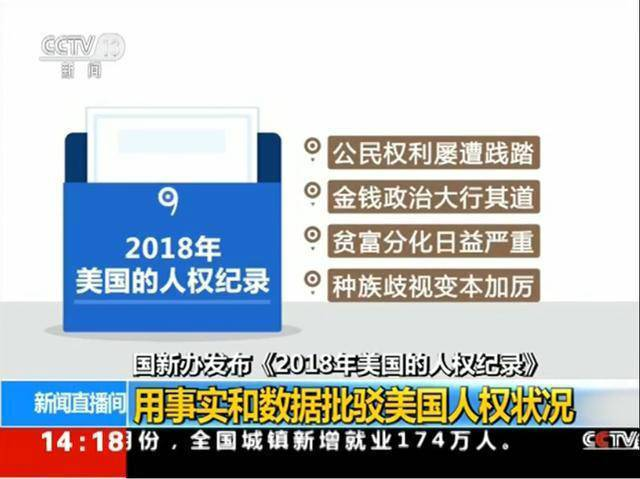 CCTV 13
新闻
2018年
美国的人权纪录
公民权利屡遭践踏
金钱政治大行其道
贫富分化日益严重
种族歧视变本加厉
国新办发布《2018年美国的人权纪录》
新闻直播间
用事实和数据批驳美国人权状况
14:18
月份，全国城镇新增就业174万人。
CCTV